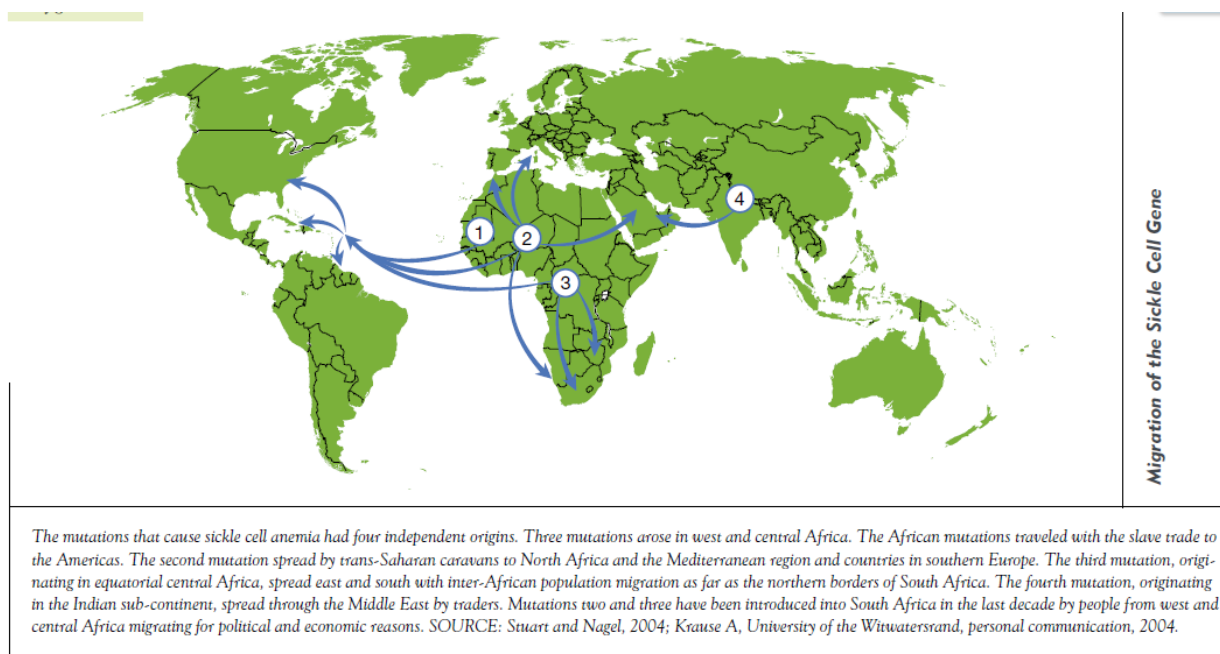 1
2
3
4
Migration of the Sickle Cell Gene
The mutations that cause sickle cell anemia had four independent origins. Three mutations arose in west and central Africa. The African mutations traveled with the slave trade to
the Americas. The second mutation spread by trans-Saharan caravans to North Africa and the Mediterranean region and countries in southern Europe. The third mutation, origi-
nating in equatorial central Africa, spread east and south with inter-African population migration as far as the northern borders of South Africa. The fourth mutation, originating
in the Indian sub-continent, spread through the Middle East by traders. Mutations two and three have been introduced into South Africa in the last decade by people from west and
central Africa migrating for political and economic reasons. SOURCE: Stuart and Nagel, 2004; Krause A, University of the Witwatersrand, personal communication, 2004.